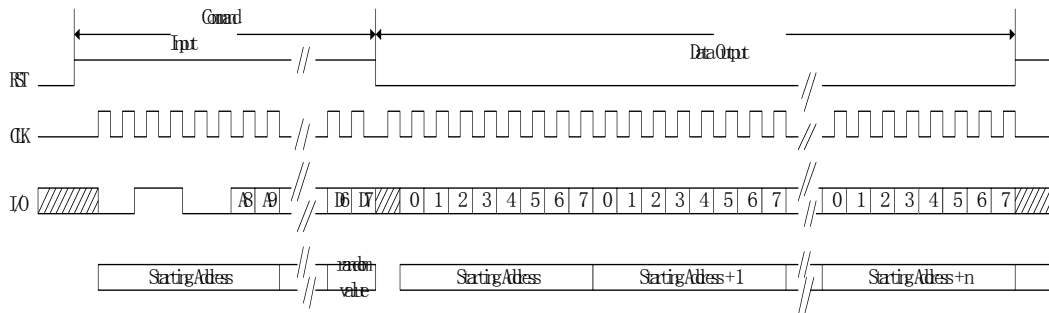 Command
Input
Data Output
RST
CLK
I/O A8 A9 D6 D7 0 1 2 3 4 5 6 7 0 1 2 3 4 5 6 7 0 1 2 3 4 5 6 7
Starting Address random value Starting Address Starting Address + 1 Starting Address + n